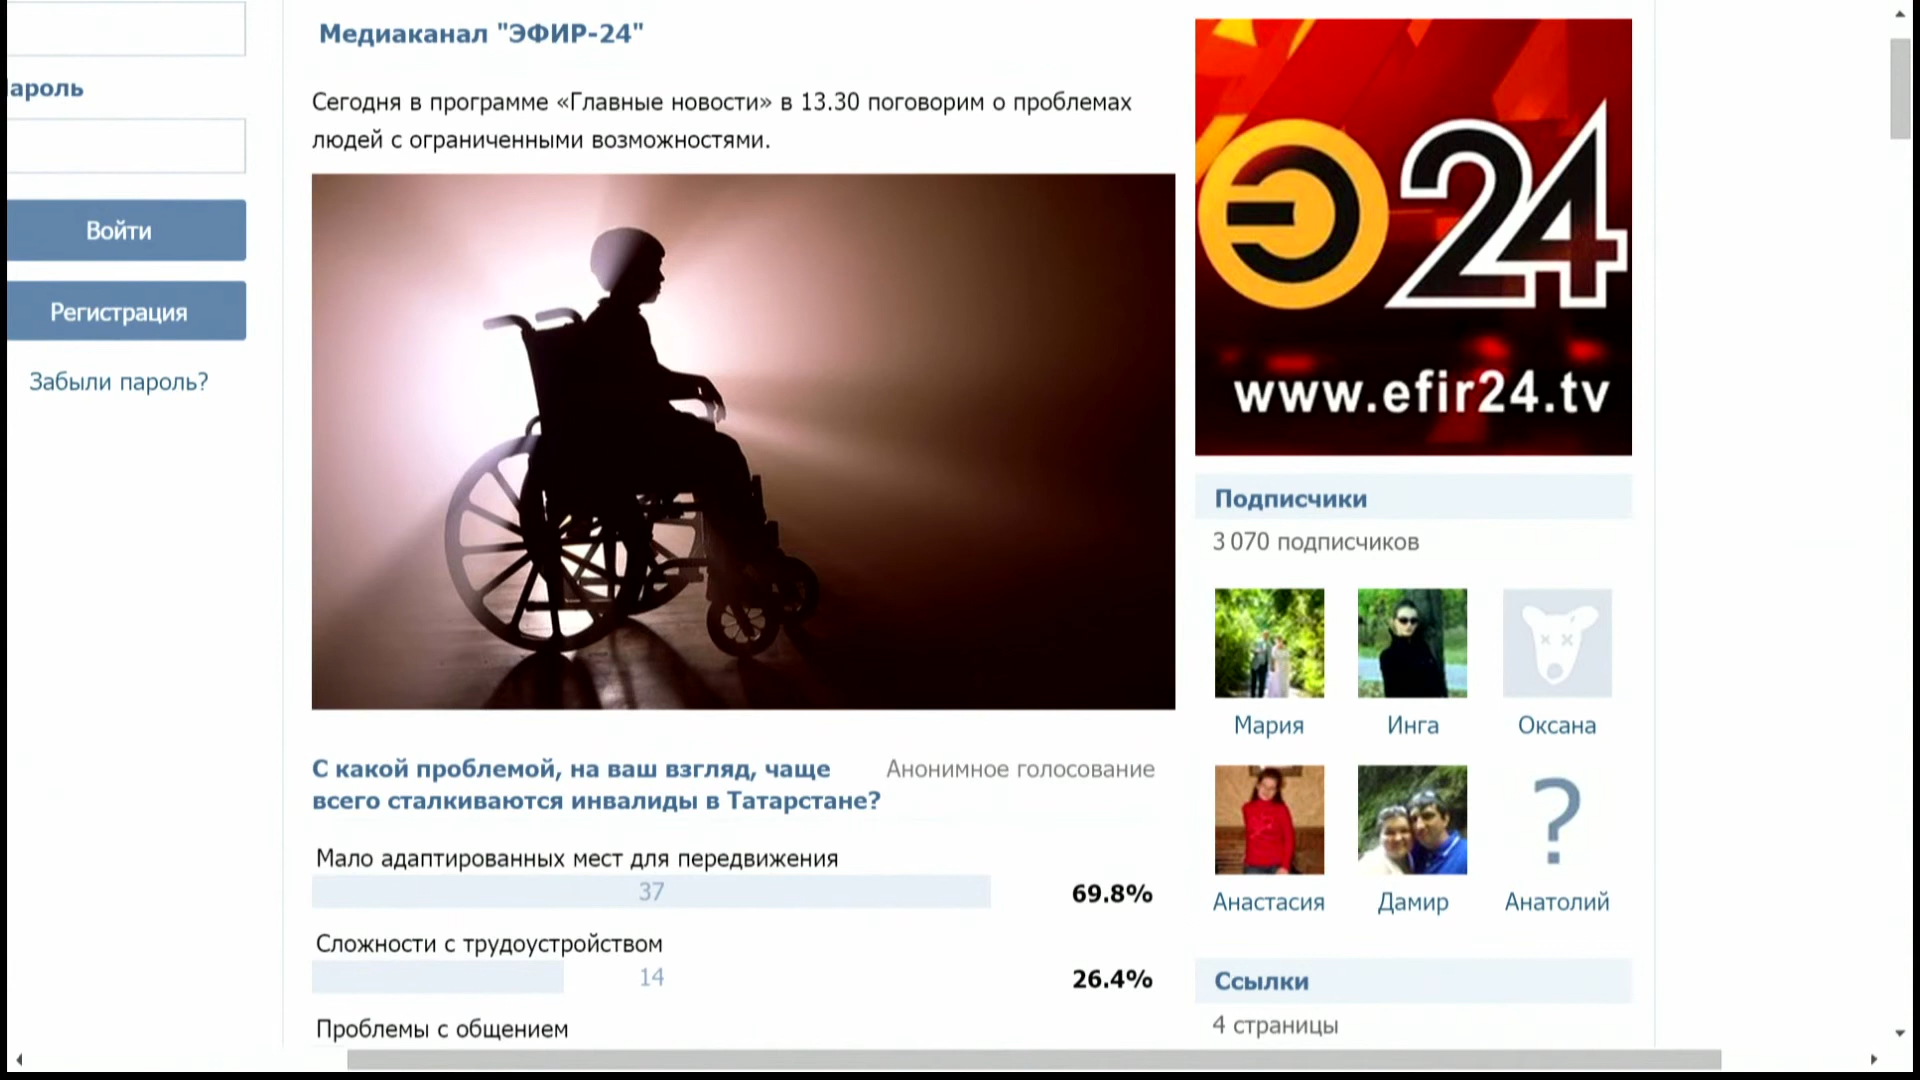 ароль
Войти
Регистрация
Забыли пароль?
Медиаканал "ЭФИР-24"
Сегодня в программе «Главные новости» в 13.30 поговорим о проблемах
людей с ограниченными возможностями.
С какой проблемой, на ваш взгляд, чаще
всего сталкиваются инвалиды в Татарстане?
Анонимное голосование
Мало адаптированных мест для передвижения
37
69.8%
Сложности с трудоустройством
14
26.4%
Проблемы с общением
Э24
www.efir24.tv
Подписчики
3 070 подписчиков
Мария
Инга
Оксана
?
Анастасия
Дамир
Анатолий
Ссылки
4 страницы